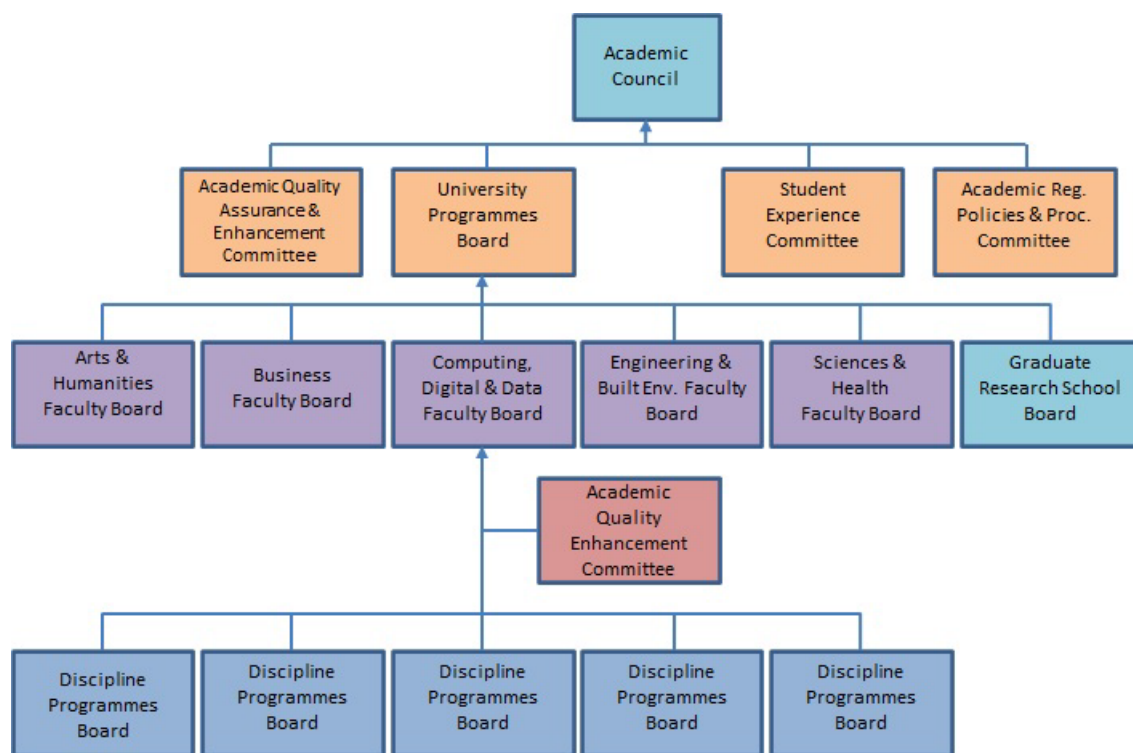 Academic
Council
Academic Quality
Assurance &
Enhancement
Committee
University
Programmes
Board
Student
Experience
Committee
Academic Reg.
Policies & Proc.
Committee
Arts &
Humanities
Faculty Board
Business
Faculty Board
Computing,
Digital & Data
Faculty Board
Engineering &
Built Env. Faculty
Board
Sciences &
Health
Faculty Board
Graduate
Research School
Board
Academic
Quality
Enhancement
Committee
Discipline
Programmes
Board
Discipline
Programmes
Board
Discipline
Programmes
Board
Discipline
Programmes
Board
Discipline
Programmes
Board